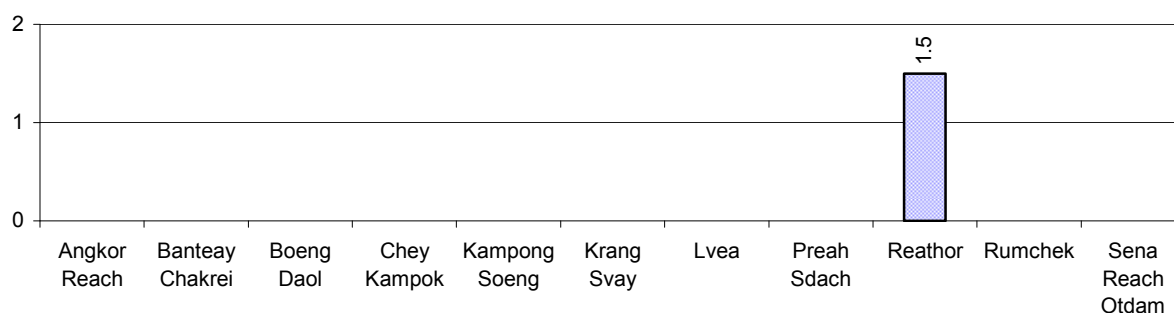 2
1.5
1
0
Angkor Reach
Banteay Chakrei
Boeng Daol
Chey Kampok
Kampong Soeng
Krang Svay
Lvea
Preah Sdach
Reathor
Rumchek
Sena Reach Otdam